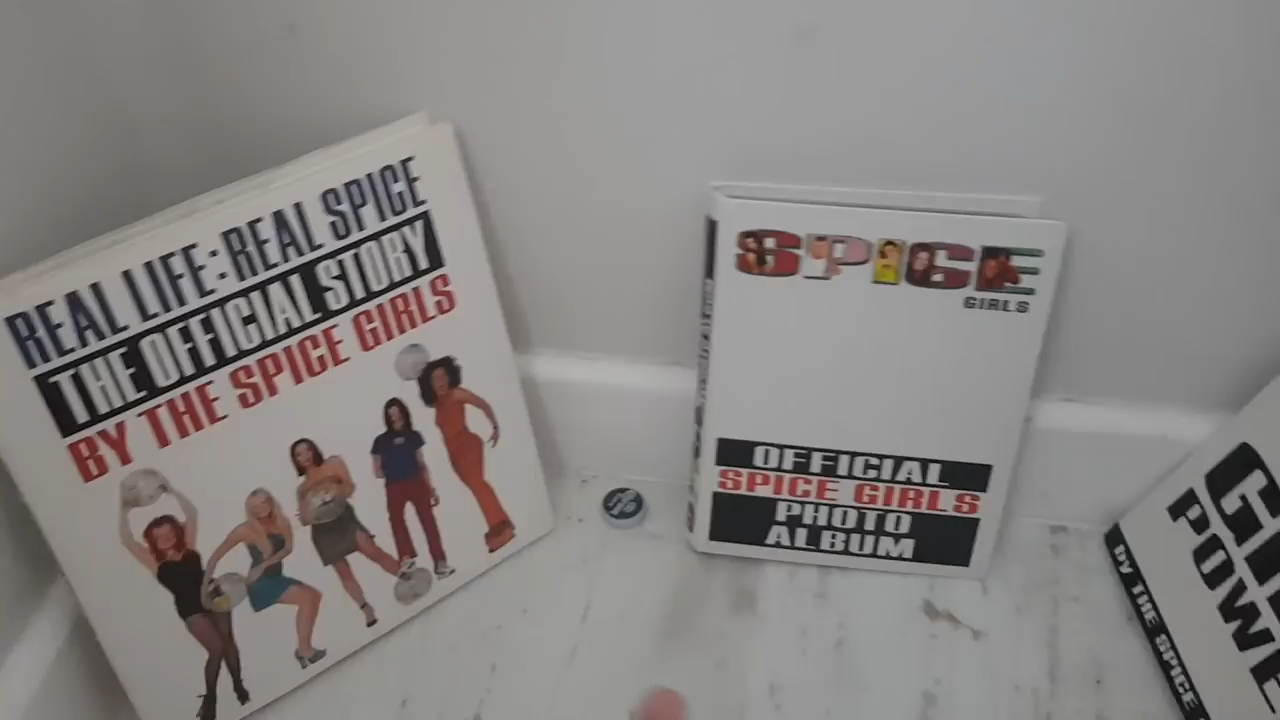 REAL LIFE: REAL SPICE
THE OFFICIAL STORY
BY THE SPICE GIRLS
SPICE
GIRLS
OFFICIAL
SPICE GIRLS
PHOTO
ALBUM
POWE
by THE SPICE